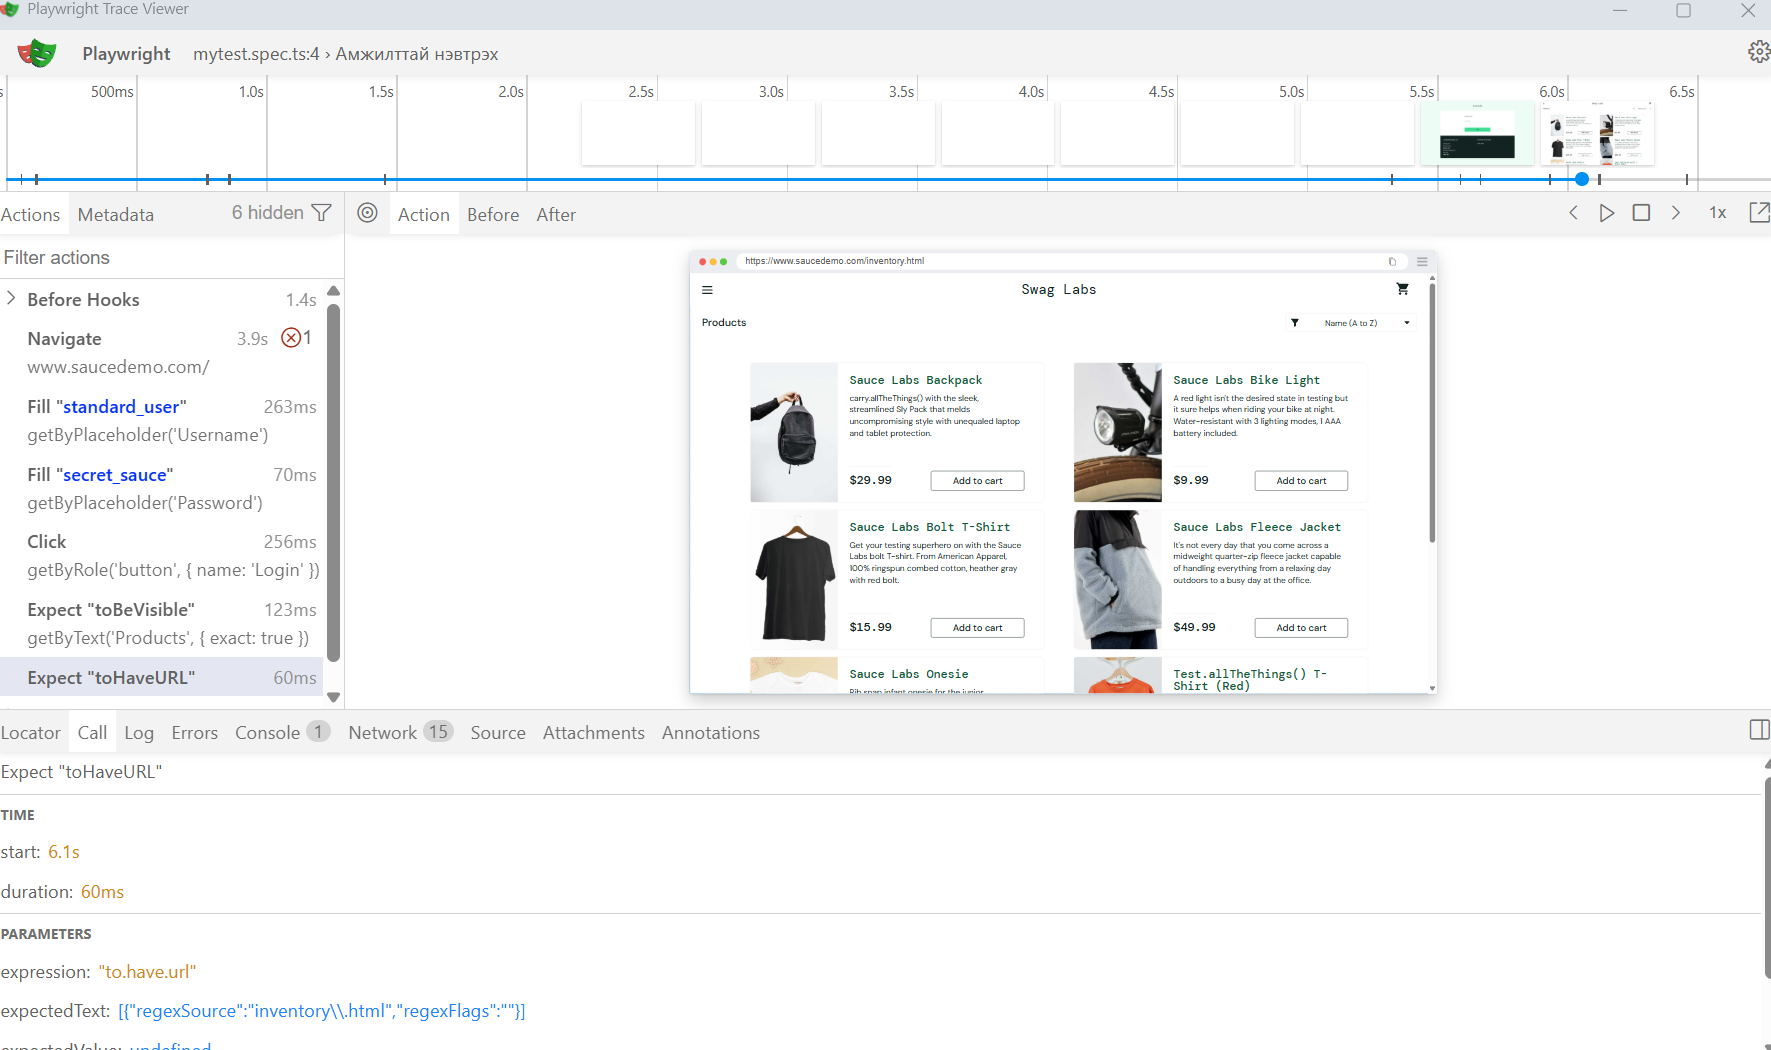 Playwright Trace Viewer
Playwright mytest.spec.ts:4 › Амжилттай нэвтрэх
s 500ms 1.0s 1.5s 2.0s 2.5s 3.0s 3.5s 4.0s 4.5s 5.0s 5.5s 6.0s 6.5s
Actions Metadata 6 hidden
Action Before After
1x
Filter actions
Before Hooks 1.4s
Navigate 3.9s 1
www.saucedemo.com/
Fill "standard_user" 263ms
getByPlaceholder('Username')
Fill "secret_sauce" 70ms
getByPlaceholder('Password')
Click 256ms
getByRole('button', { name: 'Login' })
Expect "toBeVisible" 123ms
getByText('Products', { exact: true })
Expect "toHaveURL" 60ms
https://www.saucedemo.com/inventory.html
Swag Labs
Products
Name (A to Z)
Sauce Labs Backpack
carry.allTheThings() with the sleek,
streamlined Sly Pack that melds
uncompromising style with unequaled laptop
and tablet protection.
$29.99 Add to cart
Sauce Labs Bike Light
A red light isn't the desired state in testing but
it sure helps when riding your bike at night.
Water-resistant with 3 lighting modes, 1 AAA
battery included.
$9.99 Add to cart
Sauce Labs Bolt T-Shirt
Get your testing superhero on with the Sauce
Labs bolt T-shirt. From American Apparel,
100% ringspun combed cotton, heather gray
with red bolt.
$15.99 Add to cart
Sauce Labs Fleece Jacket
It's not every day that you come across a
midweight quarter-zip fleece jacket capable
of handling everything from a relaxing day
outdoors to a busy day at the office.
$49.99 Add to cart
Sauce Labs Onesie
Rib snap infant onesie for the junior
Test.allTheThings() T-
Shirt (Red)
Locator Call Log Errors Console 1 Network 15 Source Attachments Annotations
Expect "toHaveURL"
TIME
start: 6.1s
duration: 60ms
PARAMETERS
expression: "to.have.url"
expectedText: [{"regexSource":"inventory\\.html","regexFlags":""}]
expectedValue: undefined